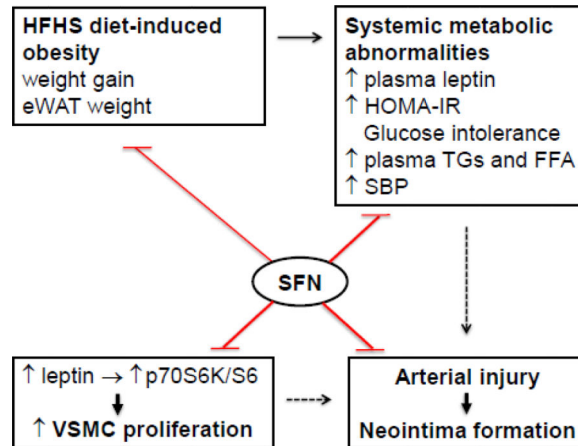 HFHS diet-induced
obesity
weight gain
eWAT weight
Systemic metabolic
abnormalities
↑ plasma leptin
↑ HOMA-IR
Glucose intolerance
↑ plasma TGs and FFA
↑ SBP
SFN
↑ leptin → ↑ p70S6K/S6
↑ VSMC proliferation
Arterial injury
Neointima formation